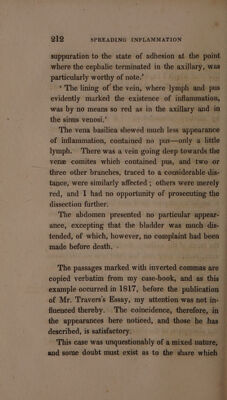 212 SPREADING INFLAMMATION
suppuration to the state of adhesion at the point
where the cephalic terminated in the axillary, was
particularly worthy of note.’
‘ The lining of the vein, where lymph and pus
evidently marked the existence of inflammation,
was by no means so red as in the axillary and in
the sinus venosi.’
The vena basilica shewed much less appearance
of inflammation, contained no pus—only a little
lymph. There was a vein going deep towards the
venæ comites which contained pus, and two or
three other branches, traced to a considerable dis-
tance, were similarly affected ; others were merely
red, and I had no opportunity of prosecuting the
dissection further.
The abdomen presented no particular appear-
ance, excepting that the bladder was much dis-
tended, of which, however, no complaint had been
made before death.
The passages marked with inverted commas are
copied verbatim from my case-book, and as this
example occurred in 1817, before the publication
of Mr. Travers's Essay, my attention was not in-
fluenced thereby. The coincidence, therefore, in
the appearances here noticed, and those he has
described, is satisfactory.
This case was unquestionably of a mixed nature,
and some doubt must exist as to the share which